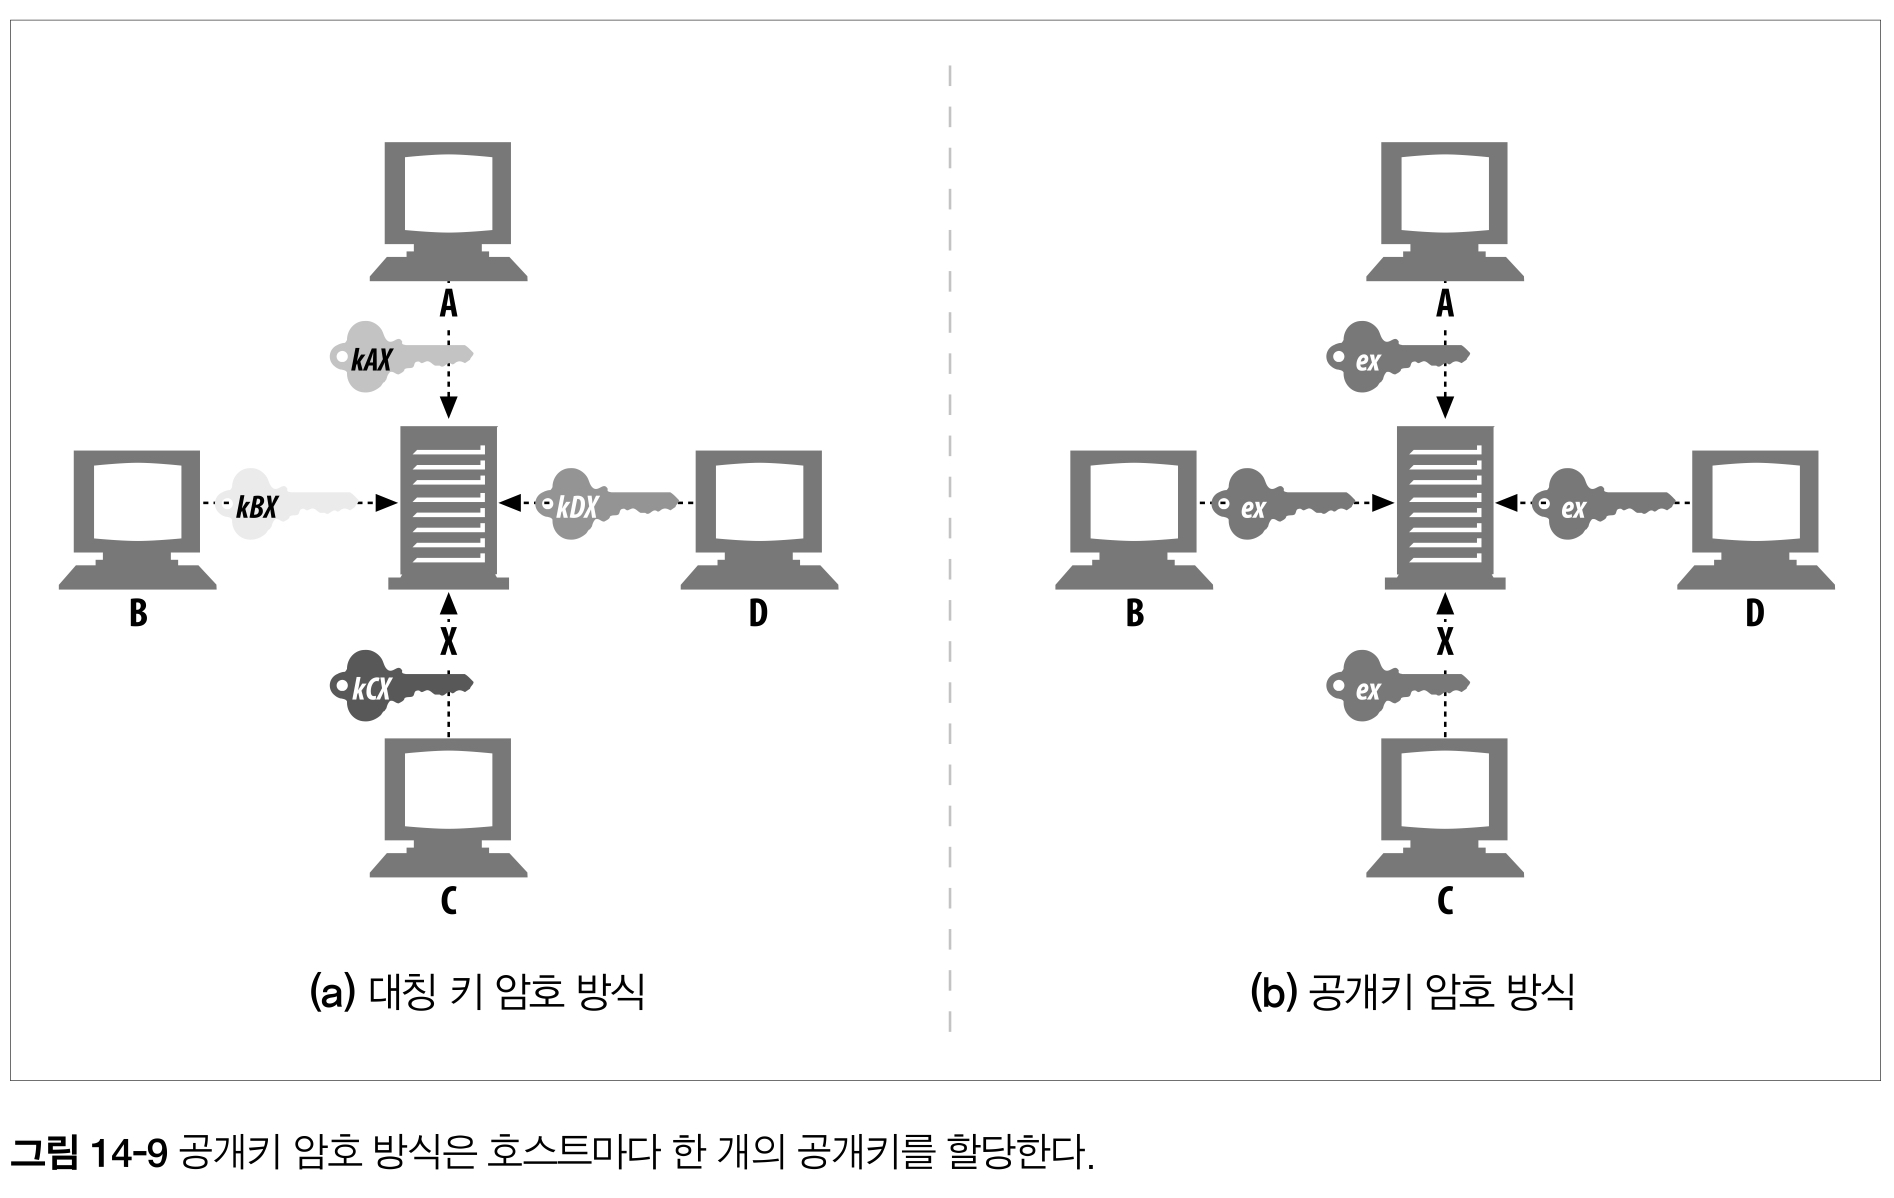 A
kAX
kBX
kDX
B
D
X
kCX
C
(a) 대칭 키 암호 방식
A
ex
ex
ex
B
D
X
ex
C
(b) 공개키 암호 방식
그림 14-9 공개키 암호 방식은 호스트마다 한 개의 공개키를 할당한다.